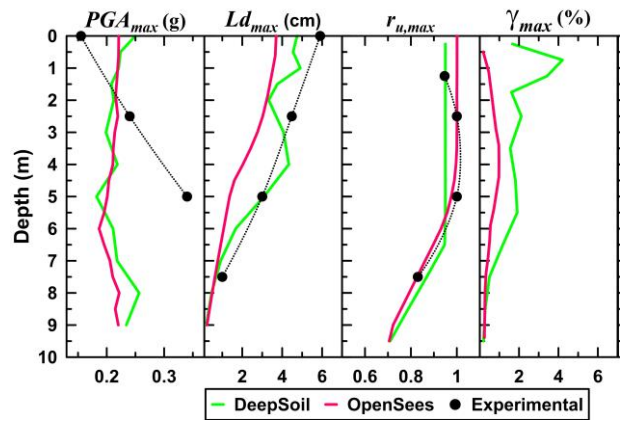 PGAmax (g) Ldmax (cm) ru,max γmax (%)
0
1
2
3
4
5
6
7
8
9
10
Depth (m)
0.2 0.3 0 2 4 6 0.6 0.8 1 2 4 6
DeepSoil OpenSees Experimental